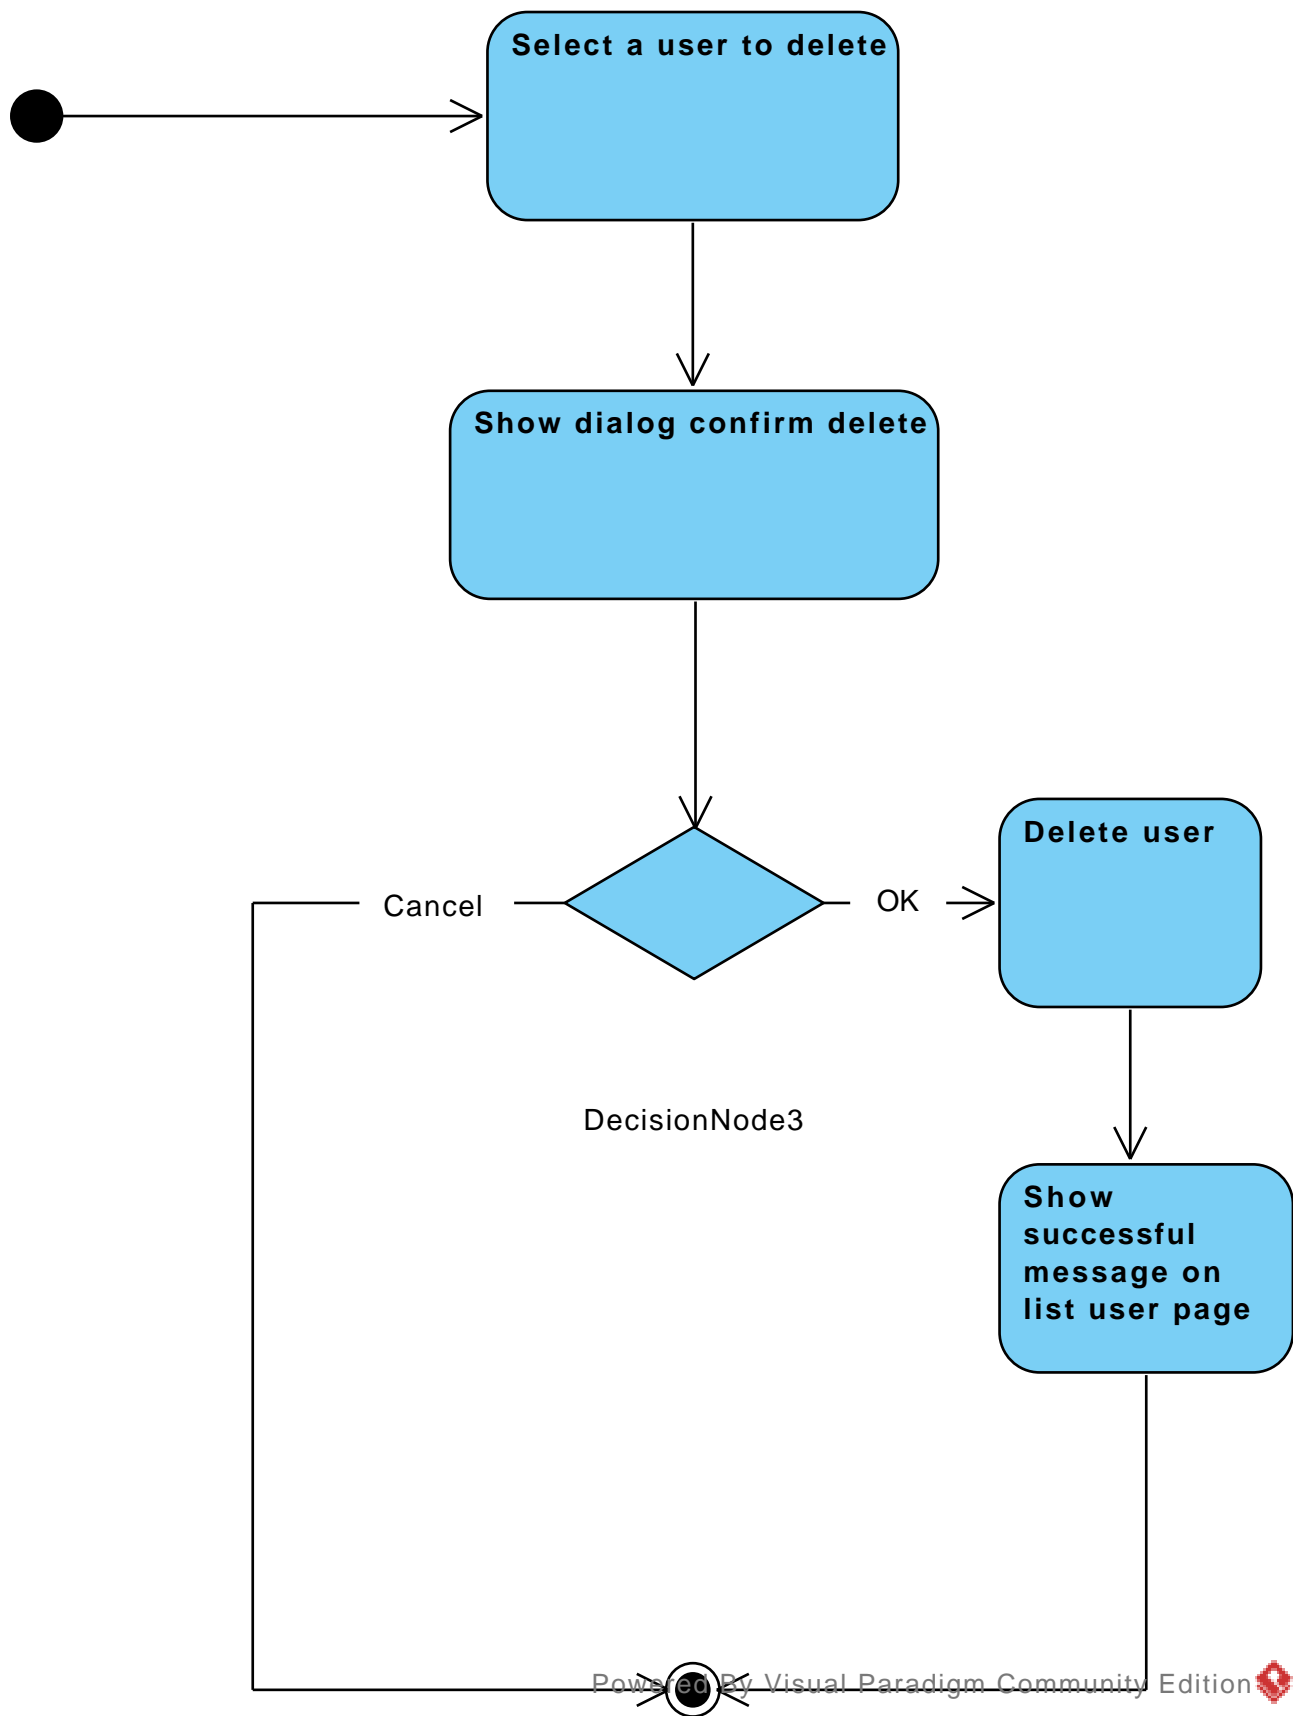 Select a user to delete
Show dialog confirm delete
Delete user
Cancel
OK
DecisionNode3
Show
successful
message on
list user page
Powered By Visual Paradigm Community Edition